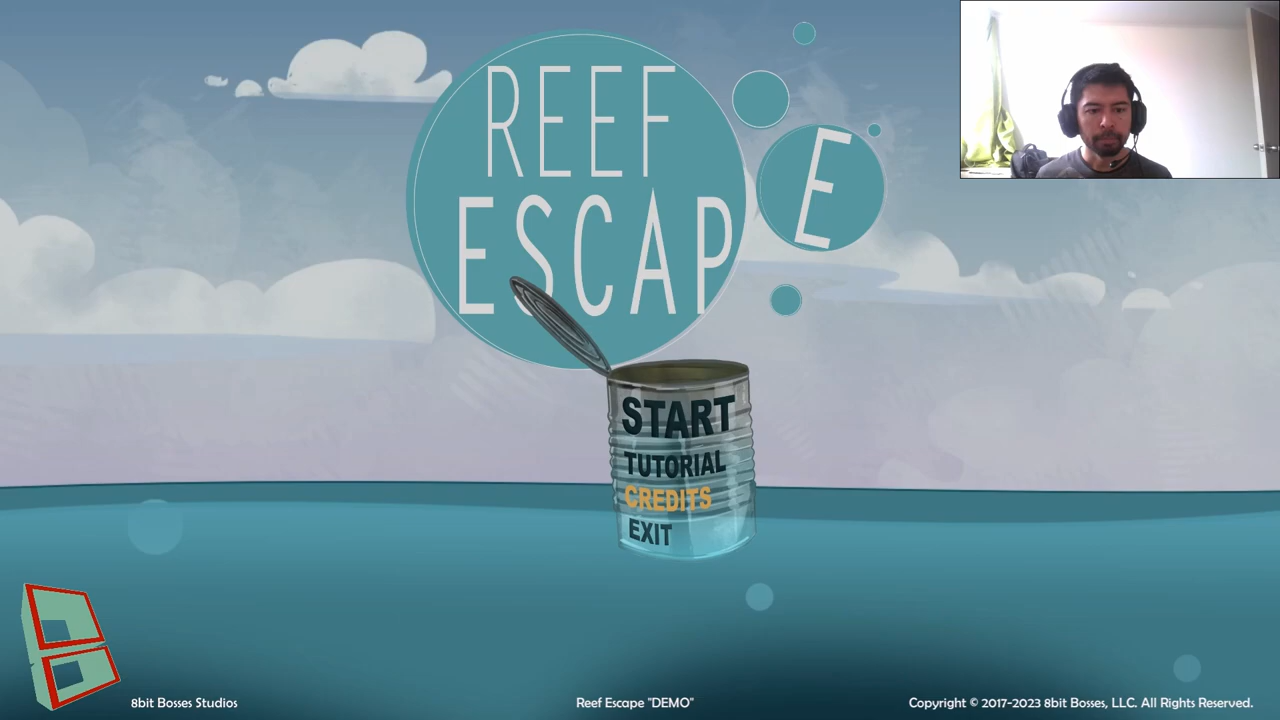 REEF
ESCAP
E
START
TUTORIAL
CREDITS
EXIT
8bit Bosses Studios
Reef Escape "DEMO"
Copyright © 2017-2023 8bit Bosses, LLC. All Rights Reserved.